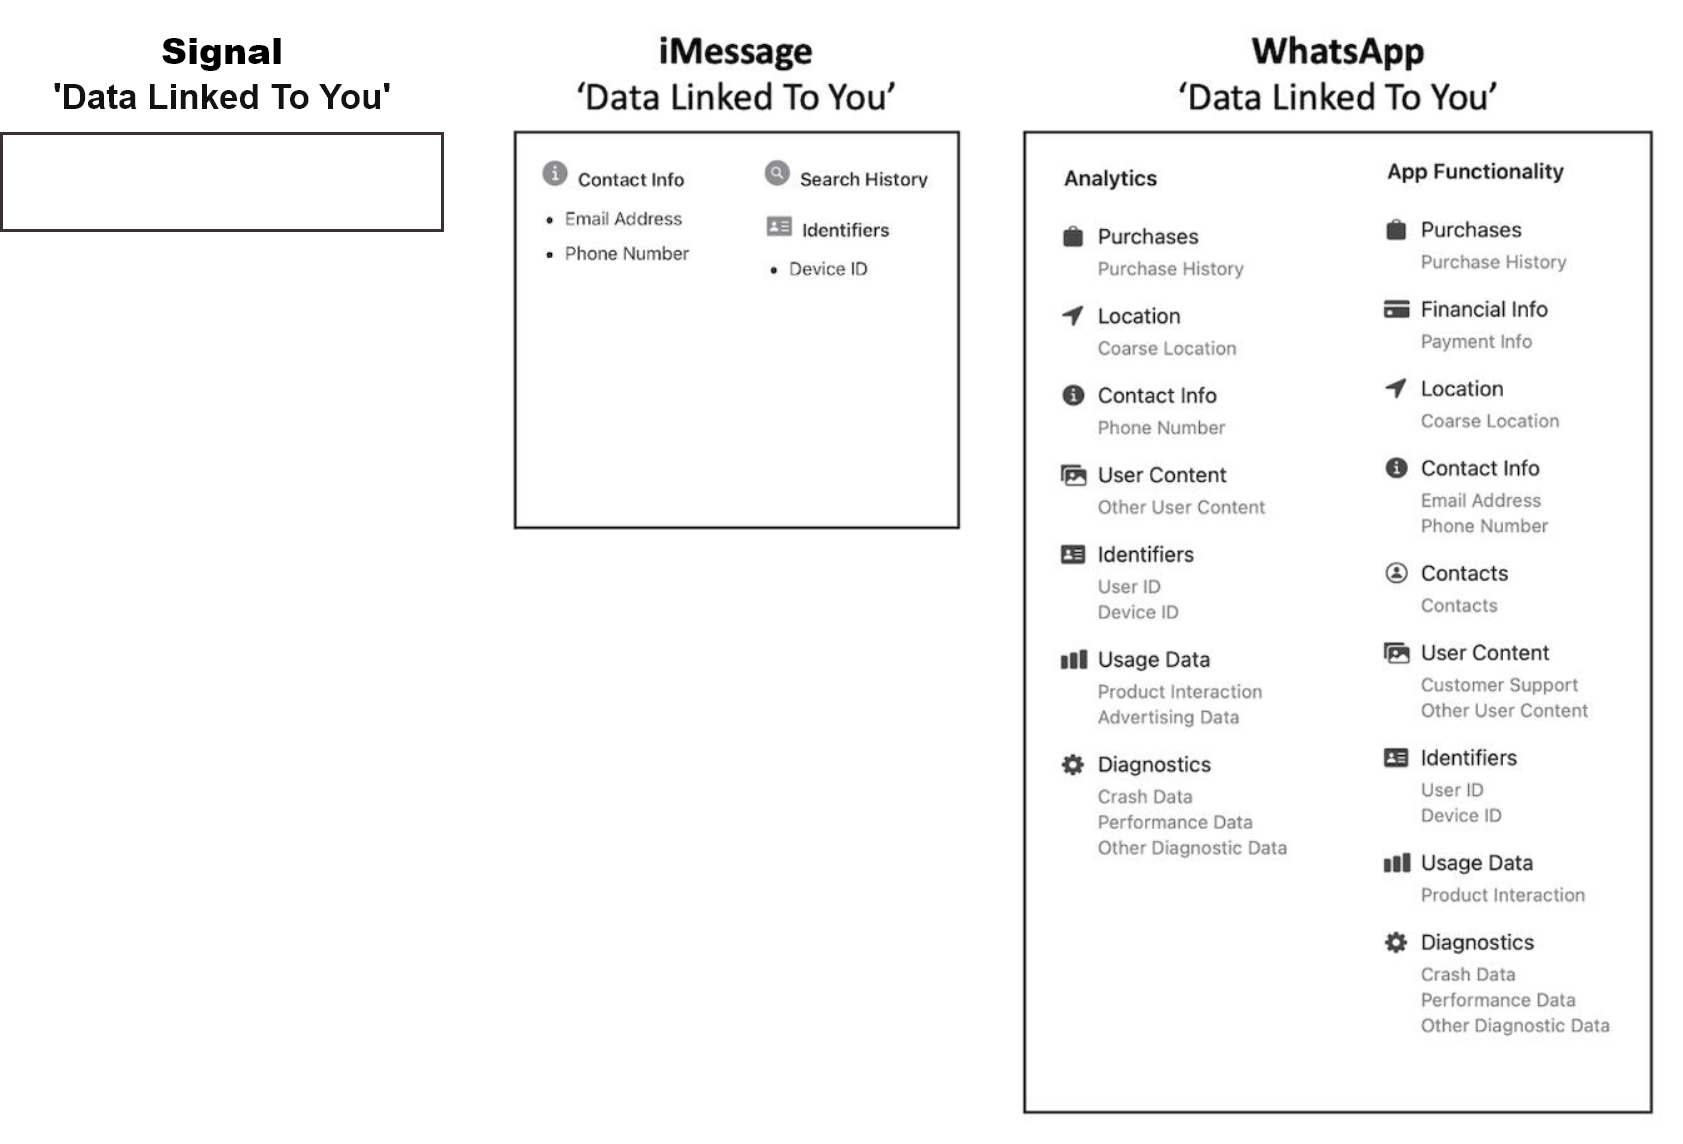 Signal
'Data Linked To You'
iMessage
‘Data Linked To You’
Contact Info
• Email Address
• Phone Number
Search History
Identifiers
• Device ID
WhatsApp
‘Data Linked To You’
Analytics
Purchases
Purchase History
Location
Coarse Location
Contact Info
Phone Number
User Content
Other User Content
Identifiers
User ID
Device ID
Usage Data
Product Interaction
Advertising Data
Diagnostics
Crash Data
Performance Data
Other Diagnostic Data
App Functionality
Purchases
Purchase History
Financial Info
Payment Info
Location
Coarse Location
Contact Info
Email Address
Phone Number
Contacts
Contacts
User Content
Customer Support
Other User Content
Identifiers
User ID
Device ID
Usage Data
Product Interaction
Diagnostics
Crash Data
Performance Data
Other Diagnostic Data